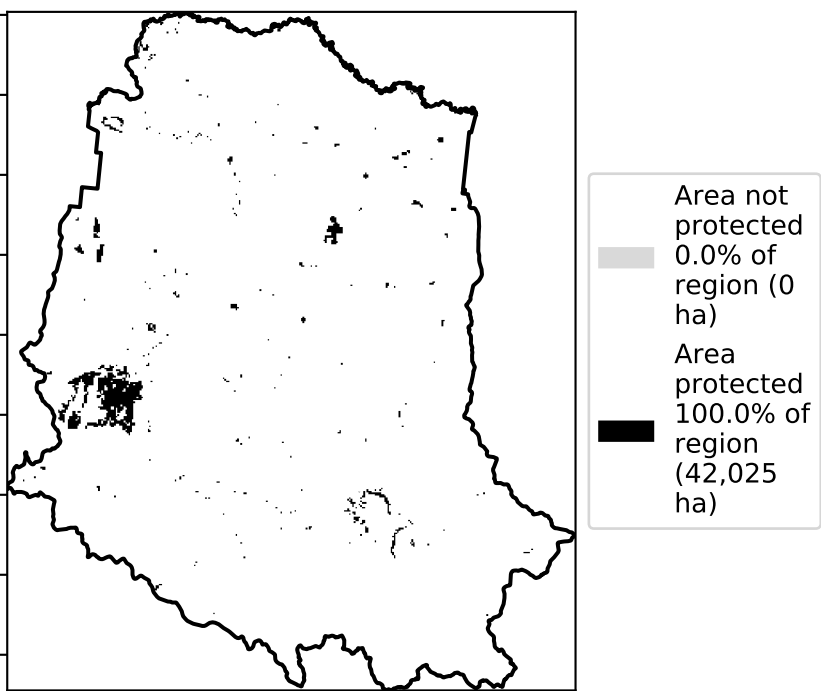 Area not
protected
0.0% of
region (0
ha)
Area
protected
100.0% of
region
(42,025
ha)